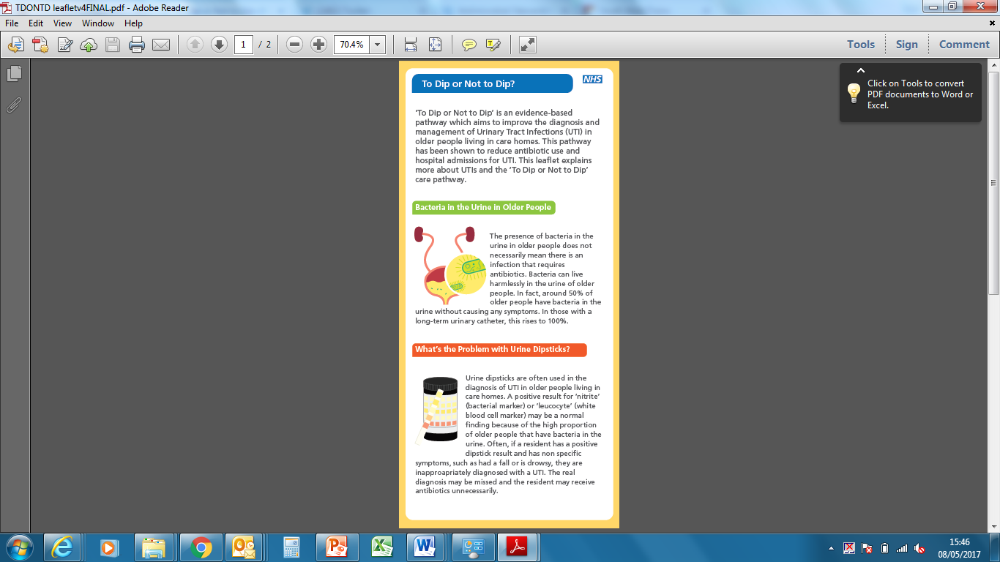 TDONTD leafletv4FINAL.pdf - Adobe Reader
File Edit View Window Help
1 / 2 70.4% Tools Sign Comment
Click on Tools to convert
PDF documents to Word or
Excel.
To Dip or Not to Dip?
NHS
'To Dip or Not to Dip' is an evidence-based
pathway which aims to improve the diagnosis and
management of Urinary Tract Infections (UTI) in
older people living in care homes. This pathway
has been shown to reduce antibiotic use and
hospital admissions for UTI. This leaflet explains
more about UTIs and the 'To Dip or Not to Dip'
care pathway.
Bacteria in the Urine in Older People
The presence of bacteria in the
urine in older people does not
necessarily mean there is an
infection that requires
antibiotics. Bacteria can live
harmlessly in the urine of older
people. In fact, around 50% of
older people have bacteria in the
urine without causing any symptoms. In those with a
long-term urinary catheter, this rises to 100%.
What's the Problem with Urine Dipsticks?
Urine dipsticks are often used in the
diagnosis of UTI in older people living in
care homes. A positive result for 'nitrite'
(bacterial marker) or 'leucocyte' (white
blood cell marker) may be a normal
finding because of the high proportion
of older people that have bacteria in the
urine. Often, if a resident has a positive
dipstick result and has non specific
symptoms, such as had a fall or is drowsy, they are
inapproapriately diagnosed with a UTI. The real
diagnosis may be missed and the resident may receive
antibiotics unnecessarily.
15:46
08/05/2017